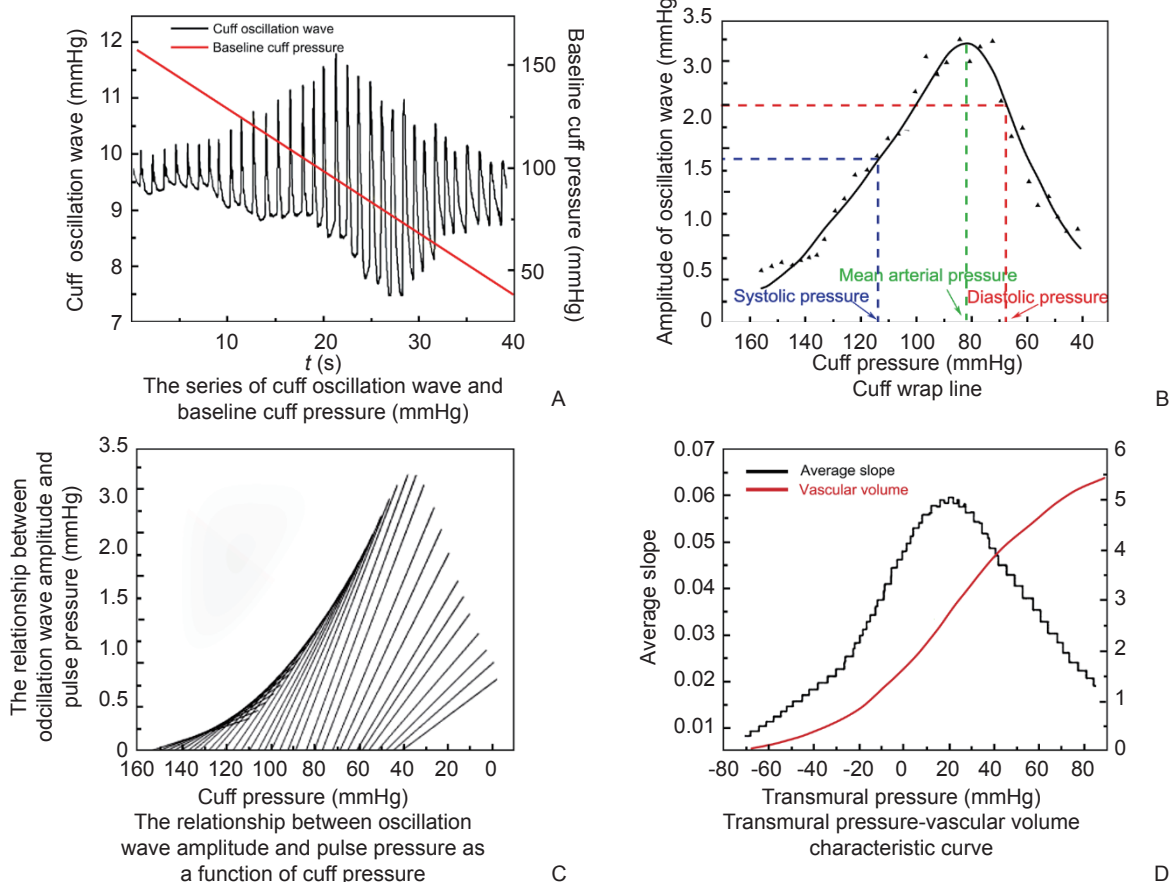 Cuff oscillation wave (mmHg)
12
11
10
9
8
7
Cuff oscillation wave
Baseline cuff pressure
150
100
50
Baseline cuff pressure (mmHg)
10
20
30
40
t (s)
The series of cuff oscillation wave and
baseline cuff pressure (mmHg)
A
Amplitude of oscillation wave (mmHg)
3.5
3.0
2.0
1.5
1.0
0.5
0
Mean arterial pressure
Systolic pressure
Diastolic pressure
160
140
120
100
80
60
40
Cuff pressure (mmHg)
Cuff wrap line
B
The relationship between
odcillation wave amplitude and
pulse pressure (mmHg)
3.5
3.0
2.0
1.5
1.0
0.5
0
160
140
120
100
80
60
40
20
0
Cuff pressure (mmHg)
The relationship between oscillation
wave amplitude and pulse pressure as
a function of cuff pressure
C
Average slope
0.07
0.06
0.05
0.04
0.03
0.02
0.01
Average slope
Vascular volume
6
5
4
3
2
1
0
-80
-60
-40
-20
0
20
40
60
80
Transmural pressure (mmHg)
Transmural pressure-vascular volume
characteristic curve
D